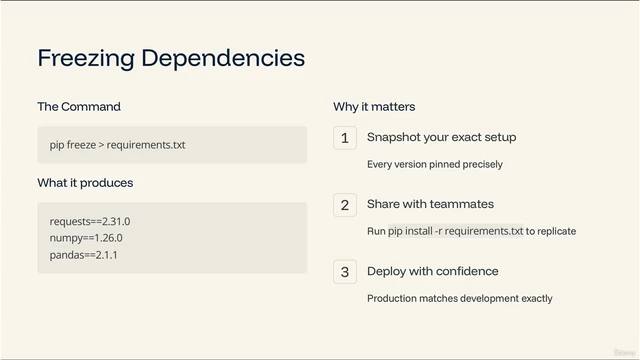 Freezing Dependencies
The Command
pip freeze > requirements.txt
What it produces
requests==2.31.0
numpy==1.26.0
pandas==2.1.1
Why it matters
1
Snapshot your exact setup
Every version pinned precisely
2
Share with teammates
Run pip install -r requirements.txt to replicate
3
Deploy with confidence
Production matches development exactly